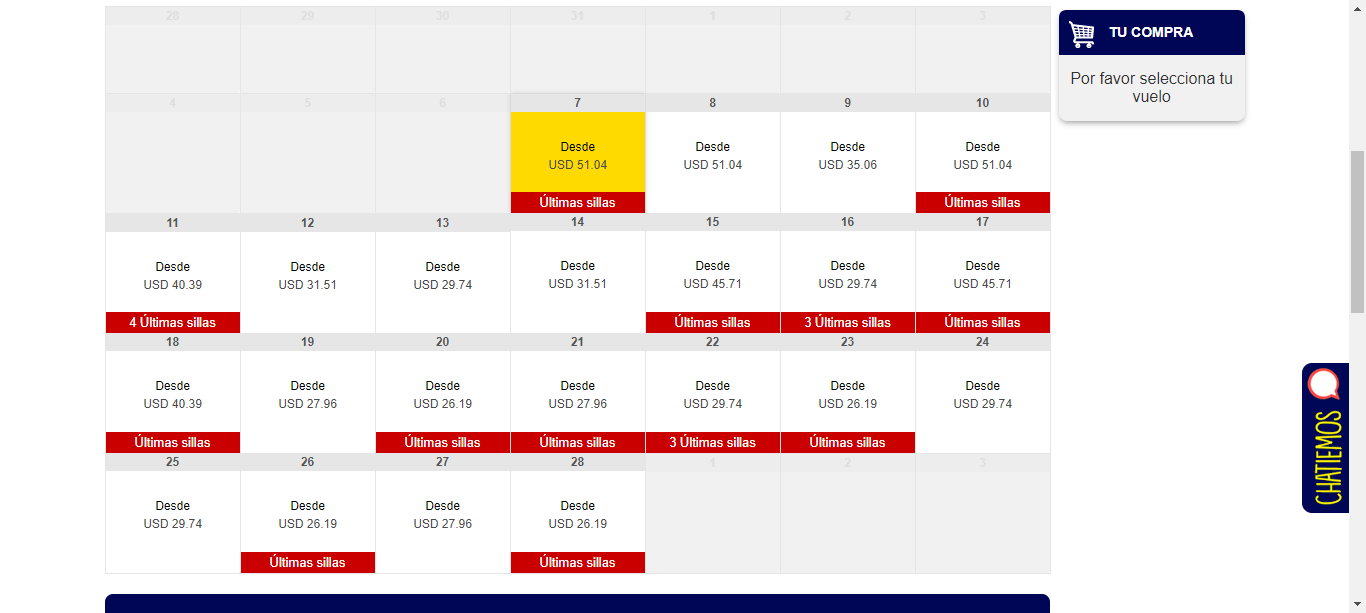 28 29 30 31 1 2 3
TU COMPRA
Por favor selecciona tu
vuelo
4 5 6 7 8 9 10
Desde Desde Desde Desde
USD 51.04 USD 51.04 USD 35.06 USD 51.04
Últimas sillas Últimas sillas
11 12 13 14 15 16 17
Desde Desde Desde Desde Desde Desde Desde
USD 40.39 USD 31.51 USD 29.74 USD 31.51 USD 45.71 USD 29.74 USD 45.71
4 Últimas sillas Últimas sillas 3 Últimas sillas Últimas sillas
18 19 20 21 22 23 24
Desde Desde Desde Desde Desde Desde Desde
USD 40.39 USD 27.96 USD 26.19 USD 27.96 USD 29.74 USD 26.19 USD 29.74
Últimas sillas Últimas sillas Últimas sillas 3 Últimas sillas Últimas sillas
CHATIEMOS
25 26 27 28 1 2 3
Desde Desde Desde Desde
USD 29.74 USD 26.19 USD 27.96 USD 26.19
Últimas sillas Últimas sillas